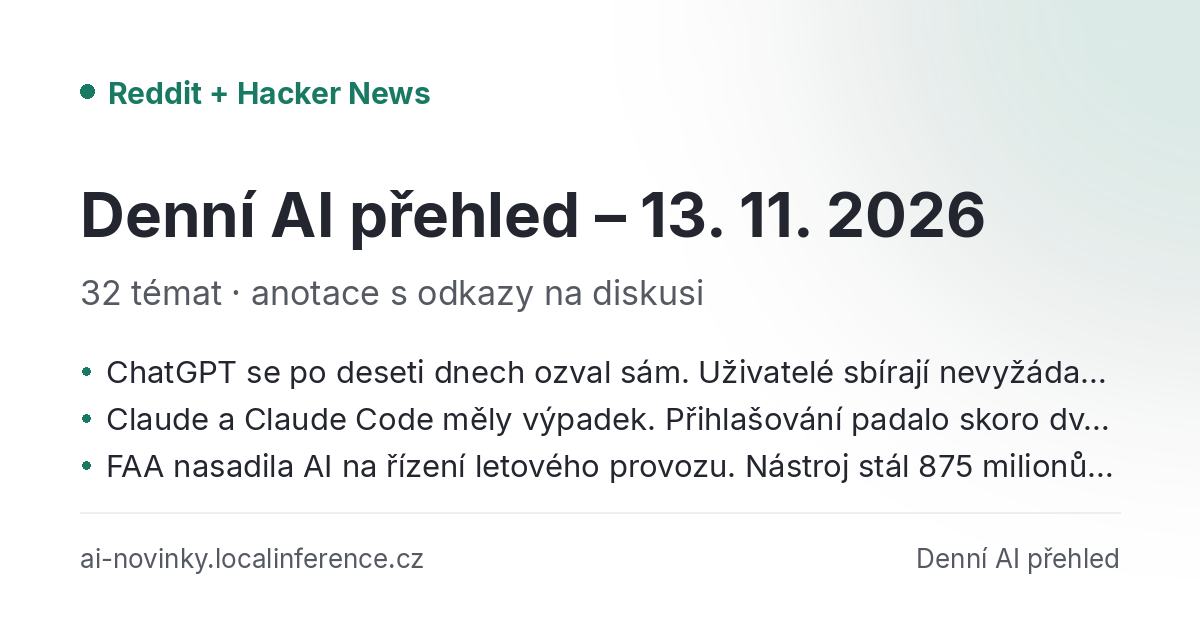 Reddit + Hacker News
Denní AI přehled – 13. 11. 2026
32 témat · anotace s odkazy na diskusi
• ChatGPT se po deseti dnech ozval sám. Uživatelé sbírají nevyžáda…
• Claude a Claude Code měly výpadek. Přihlašování padalo skoro dv…
• FAA nasadila AI na řízení letového provozu. Nástroj stál 875 milionů…
ai-novinky.localinference.cz
Denní AI přehled